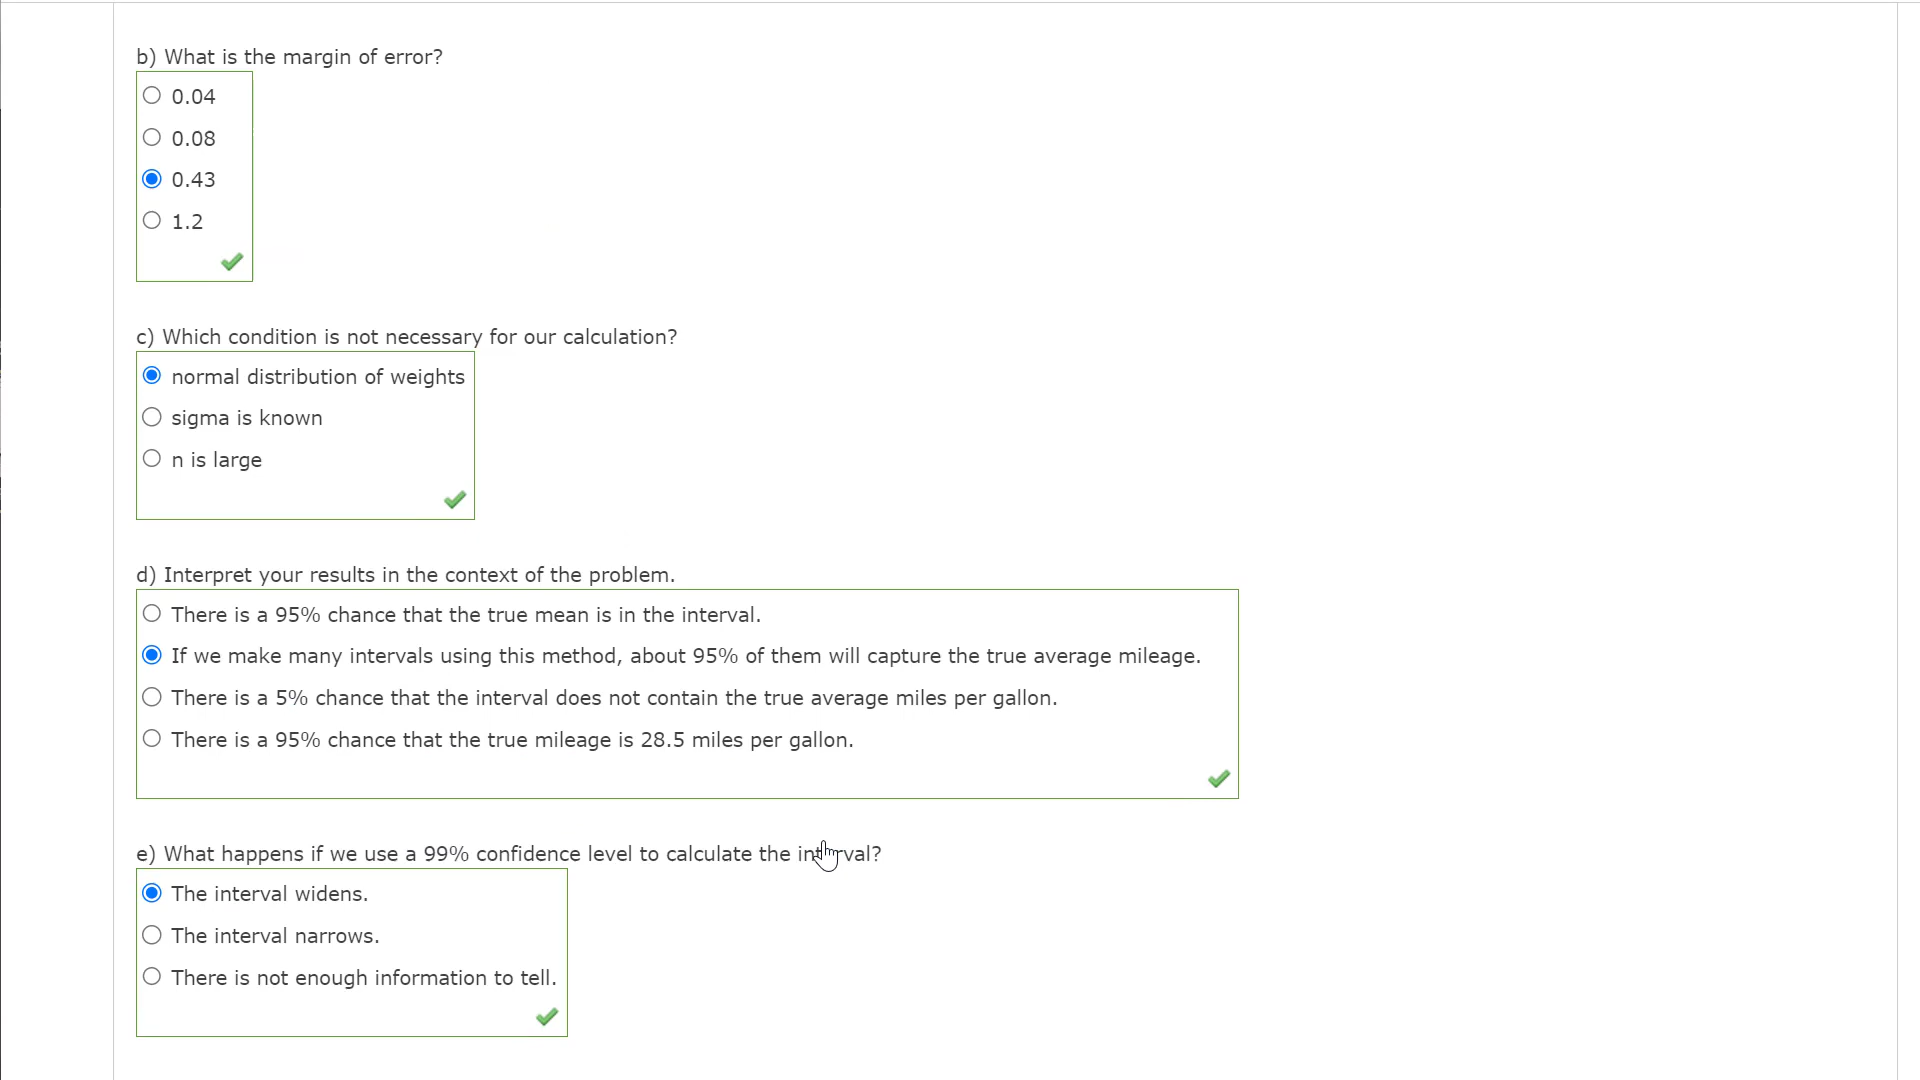 b) What is the margin of error?
0.04
0.08
0.43
1.2
c) Which condition is not necessary for our calculation?
normal distribution of weights
sigma is known
n is large
d) Interpret your results in the context of the problem.
There is a 95% chance that the true mean is in the interval.
If we make many intervals using this method, about 95% of them will capture the true average mileage.
There is a 5% chance that the interval does not contain the true average miles per gallon.
There is a 95% chance that the true mileage is 28.5 miles per gallon.
e) What happens if we use a 99% confidence level to calculate the interval?
The interval widens.
The interval narrows.
There is not enough information to tell.